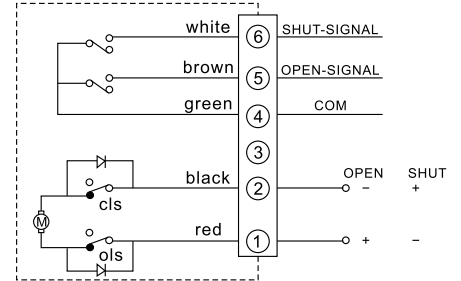 white 6 SHUT-SIGNAL
brown 5 OPEN-SIGNAL
green 4 COM
3
OPEN SHUT
black 2 − +
cls
M
red 1 + −
ols